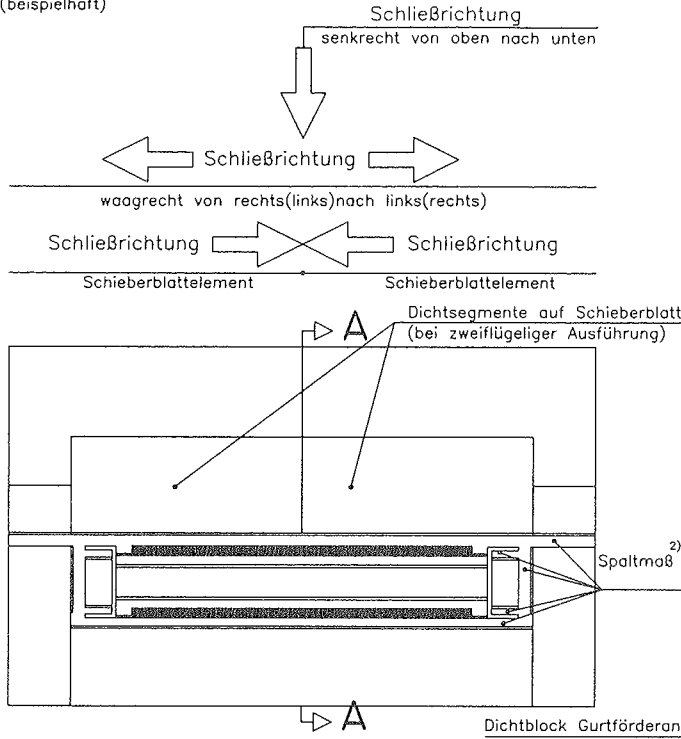 (beispielhaft)
Schließrichtung
senkrecht von oben nach unten
Schließrichtung
waagrecht von rechts(links)nach links(rechts)
Schließrichtung Schließrichtung
Schieberblattelement Schieberblattelement
Dichtsegmente auf Schieberblatt
(bei zweiflügeliger Ausführung)
A
Spaltmaß 2)
A
Dichtblock Gurtförderan